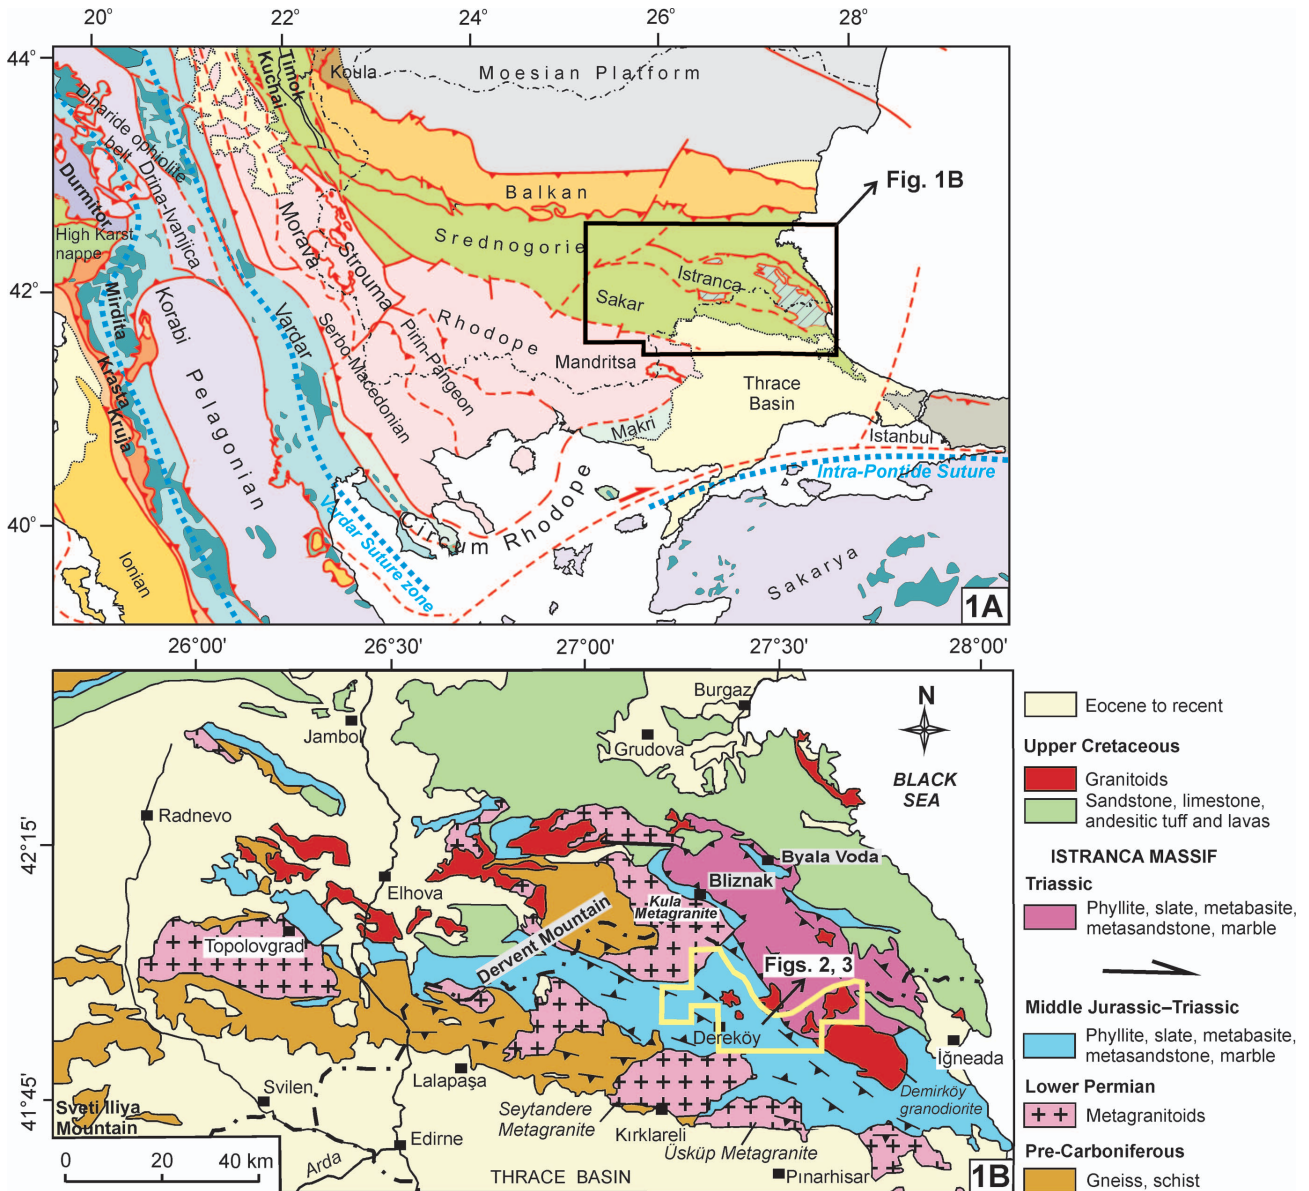 20°
22°
24°
26°
28°
44°
42°
40°
Koula
Timok
Kuchai
Moesian Platform
Dinaride ophiolite
belt
Drina-Ivanjica
Durmitor
High Karst
nappe
Balkan
Fig. 1B
Srednogorie
Morava
Strouma
Istranca
Sakar
Mirdita
Korabi
Vardar
Serbo-Macedonian
Pirin-Pangeon
Rhodope
Mandritsa
Thrace
Basin
Krasta
Kruja
Pelagonian
Makri
Istanbul
Intra-Pontide Suture
Circum Rhodope
Vardar Suture zone
Ionian
Sakarya
1A
26°00'
26°30'
27°00'
27°30'
28°00'
42°15'
41°45'
Burgaz
Jambol
Grudova
N
BLACK
SEA
Radnevo
Byala Voda
Bliznak
Elhova
Kula
Metagranite
Topolovgrad
Dervent Mountain
Figs. 2, 3
Dereköy
İğneada
Lalapaşa
Svilen
Demirköy
granodiorite
Sveti Iliya
Mountain
Seytandere
Metagranite
Kırklareli
Edirne
Üsküp Metagranite
Arda
THRACE BASIN
Pınarhisar
0 20 40 km
1B
Eocene to recent
Upper Cretaceous
Granitoids
Sandstone, limestone,
andesitic tuff and lavas
ISTRANCA MASSIF
Triassic
Phyllite, slate, metabasite,
metasandstone, marble
Middle Jurassic–Triassic
Phyllite, slate, metabasite,
metasandstone, marble
Lower Permian
Metagranitoids
Pre-Carboniferous
Gneiss, schist